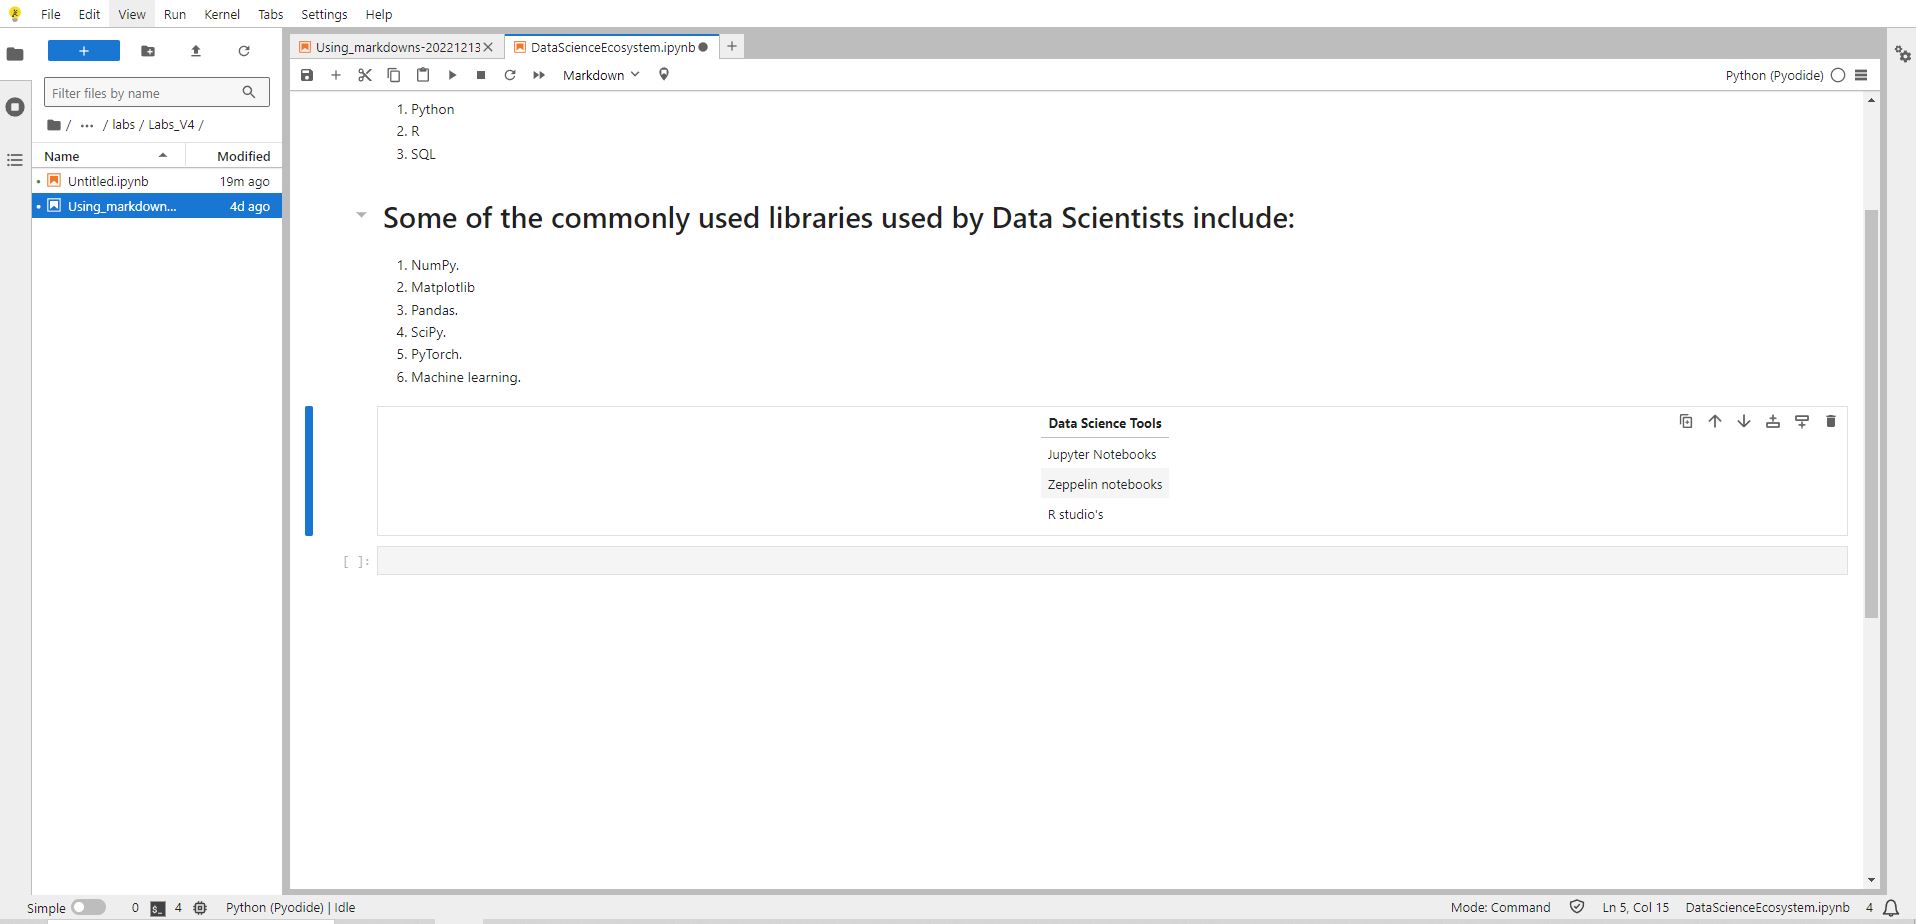 File Edit View Run Kernel Tabs Settings Help
+
Filter files by name
/ ... / labs / Labs_V4 /
Name Modified
Untitled.ipynb 19m ago
Using_markdown... 4d ago
Using_markdowns-20221213 DataScienceEcosystem.ipynb +
Markdown Python (Pyodide)
1. Python
2. R
3. SQL
Some of the commonly used libraries used by Data Scientists include:
1. NumPy.
2. Matplotlib
3. Pandas.
4. SciPy.
5. PyTorch.
6. Machine learning.
Data Science Tools
Jupyter Notebooks
Zeppelin notebooks
R studio's
[ ]:
Simple 0 $_ 4 Python (Pyodide) | Idle Mode: Command Ln 5, Col 15 DataScienceEcosystem.ipynb 4